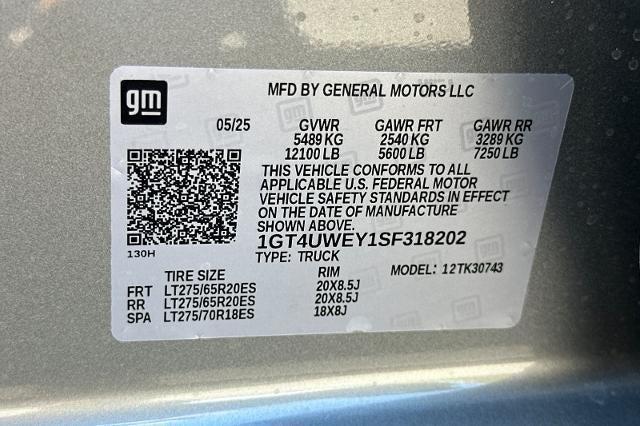 gm
MFD BY GENERAL MOTORS LLC
05/25 GVWR GAWR FRT GAWR RR
5489 KG 2540 KG 3289 KG
12100 LB 5600 LB 7250 LB
THIS VEHICLE CONFORMS TO ALL
APPLICABLE U.S. FEDERAL MOTOR
VEHICLE SAFETY STANDARDS IN EFFECT
ON THE DATE OF MANUFACTURE
SHOWN ABOVE.
1GT4UWEY1SF318202
130H
TYPE: TRUCK
TIRE SIZE RIM MODEL: 12TK30743
FRT LT275/65R20ES 20X8.5J
RR LT275/65R20ES 20X8.5J
SPA LT275/70R18ES 18X8J